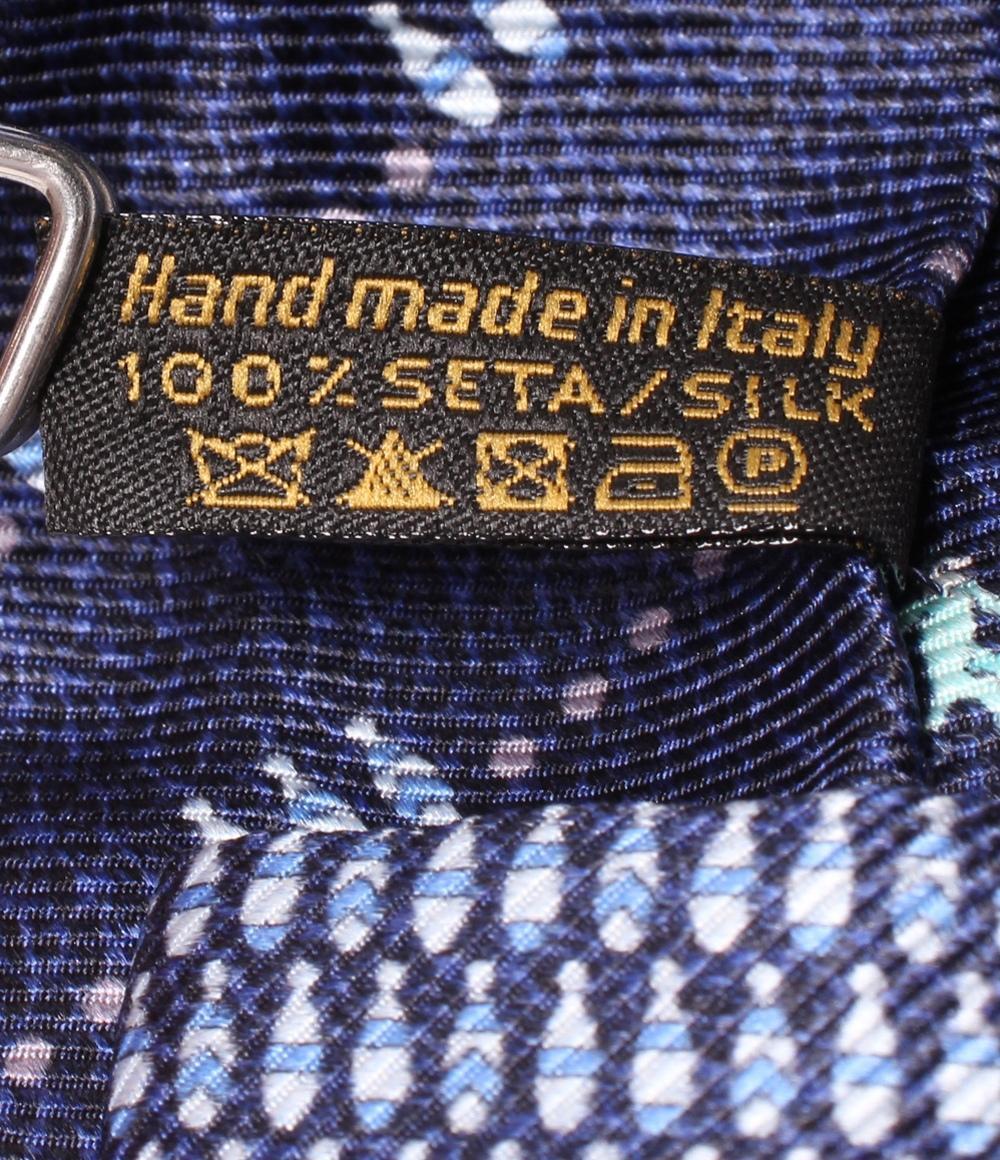 Hand made in Italy
100% SETA/SILK
P